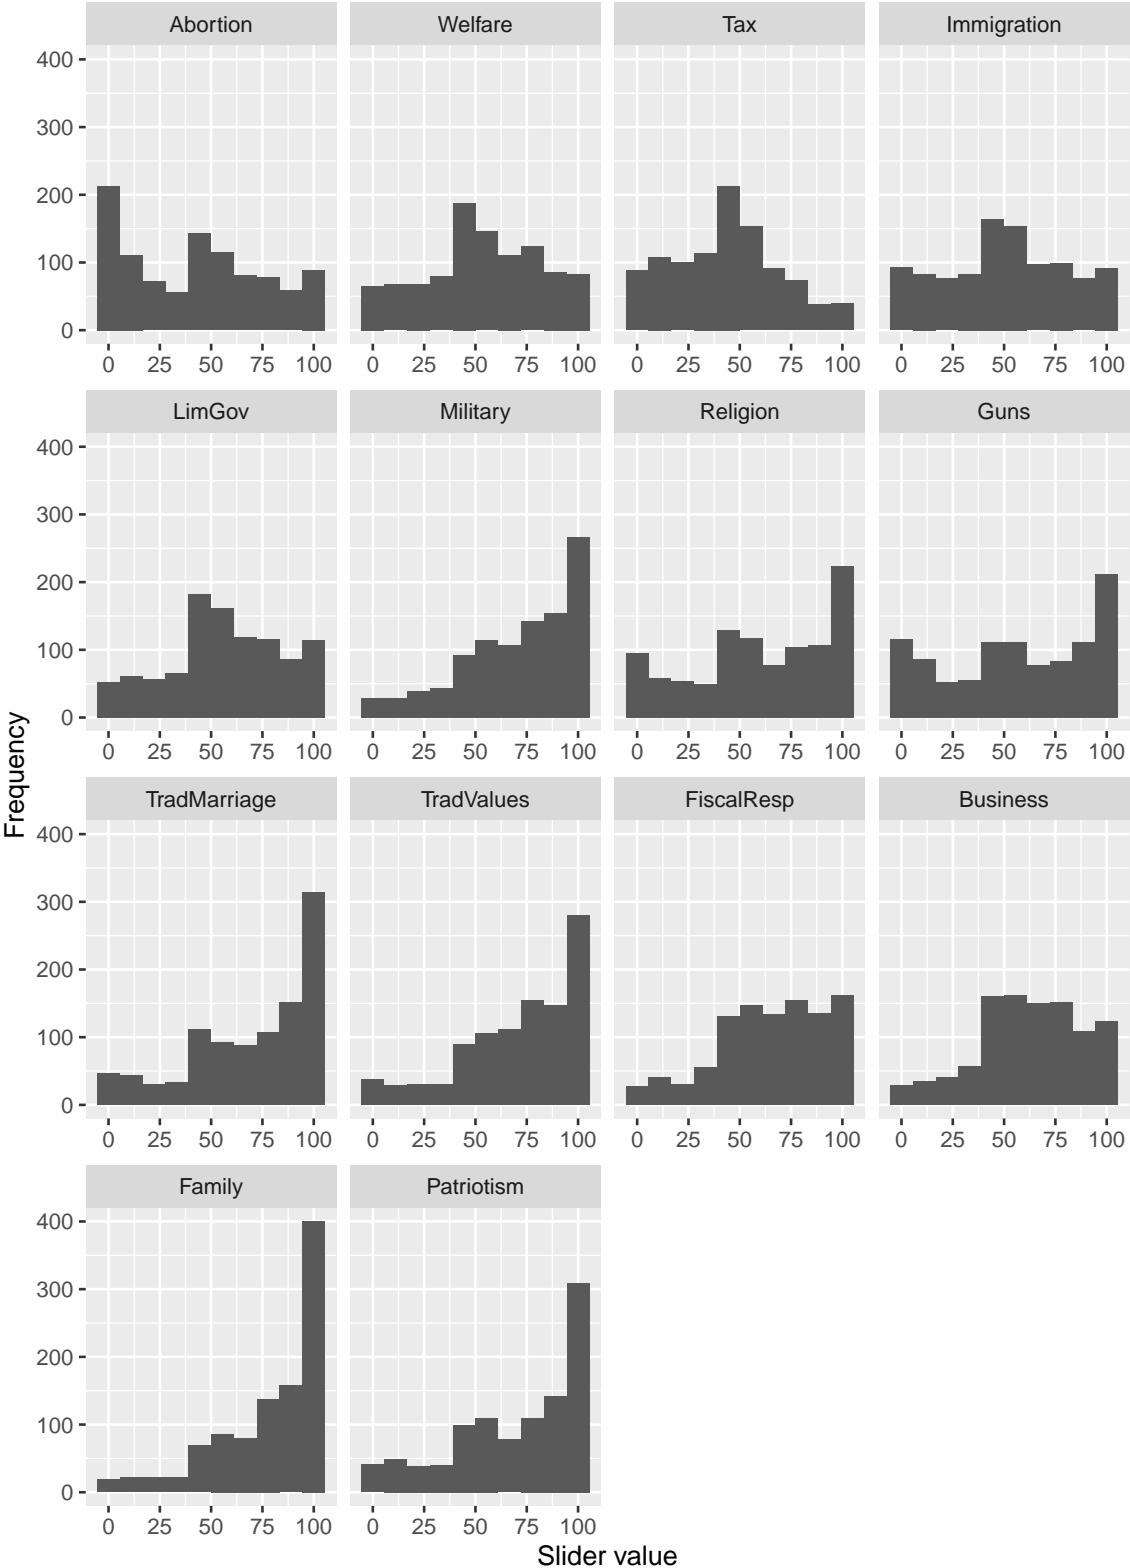 Abortion Welfare Tax Immigration
400
300
200
100
0
0 25 50 75 100 0 25 50 75 100 0 25 50 75 100 0 25 50 75 100
LimGov Military Religion Guns
400
300
200
100
0
0 25 50 75 100 0 25 50 75 100 0 25 50 75 100 0 25 50 75 100
Frequency
TradMarriage TradValues FiscalResp Business
400
300
200
100
0
0 25 50 75 100 0 25 50 75 100 0 25 50 75 100 0 25 50 75 100
Family Patriotism
400
300
200
100
0
0 25 50 75 100 0 25 50 75 100
Slider value